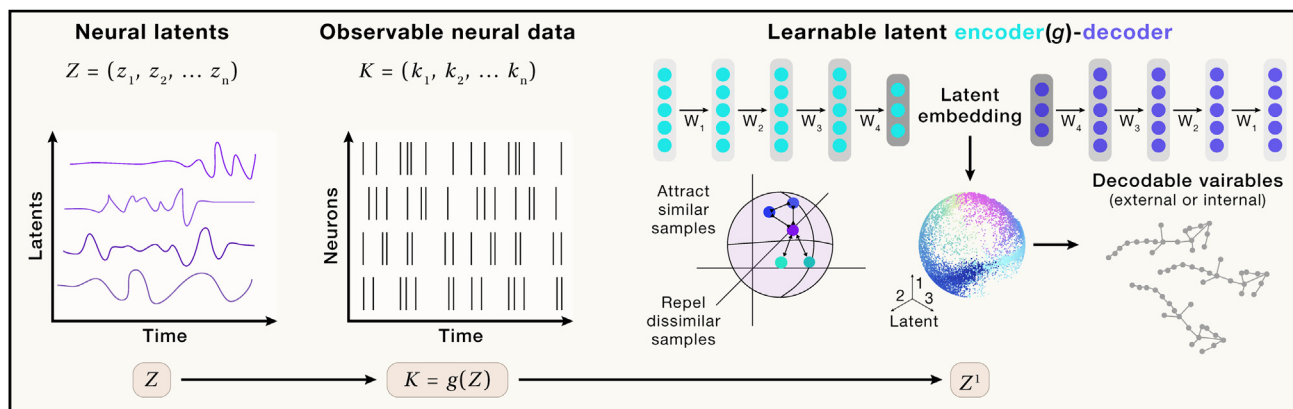 Neural latents
Z = (z₁, z₂, … zₙ)
Latents
Time
Observable neural data
K = (k₁, k₂, … kₙ)
Neurons
Time
Learnable latent encoder(g)-decoder
W₁ W₂ W₃ W₄
Latent
embedding
W₄ W₃ W₂ W₁
Attract
similar
samples
Repel
dissimilar
samples
1
2 3
Latent
Decodable vairables
(external or internal)
Z
K = g(Z)
Z¹